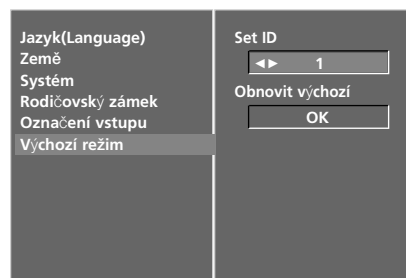 Jazyk(Language)
Země
Systém
Rodičovský zámek
Označení vstupu
Výchozí režim
Set ID
◄► 1
Obnovit výchozí
OK